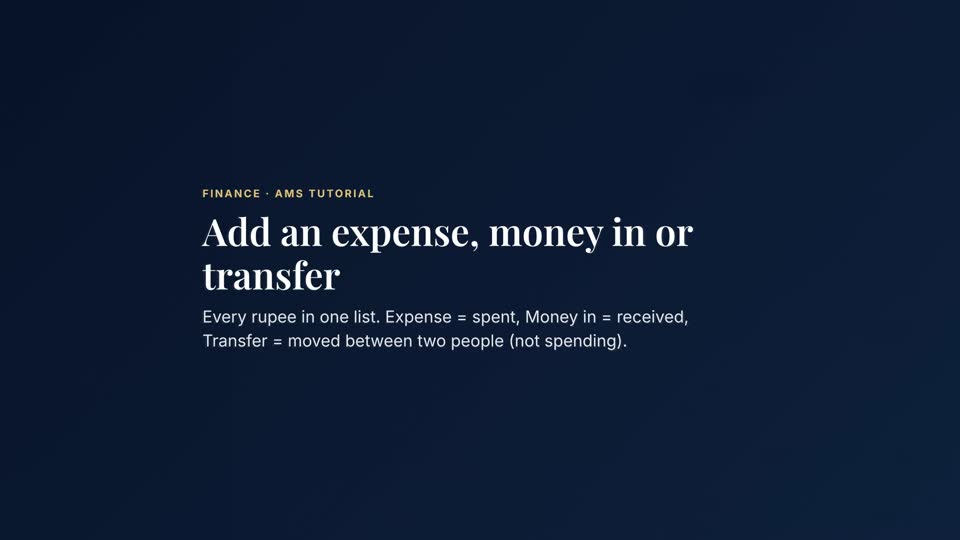 FINANCE · AMS TUTORIAL
Add an expense, money in or
transfer
Every rupee in one list. Expense = spent, Money in = received,
Transfer = moved between two people (not spending).